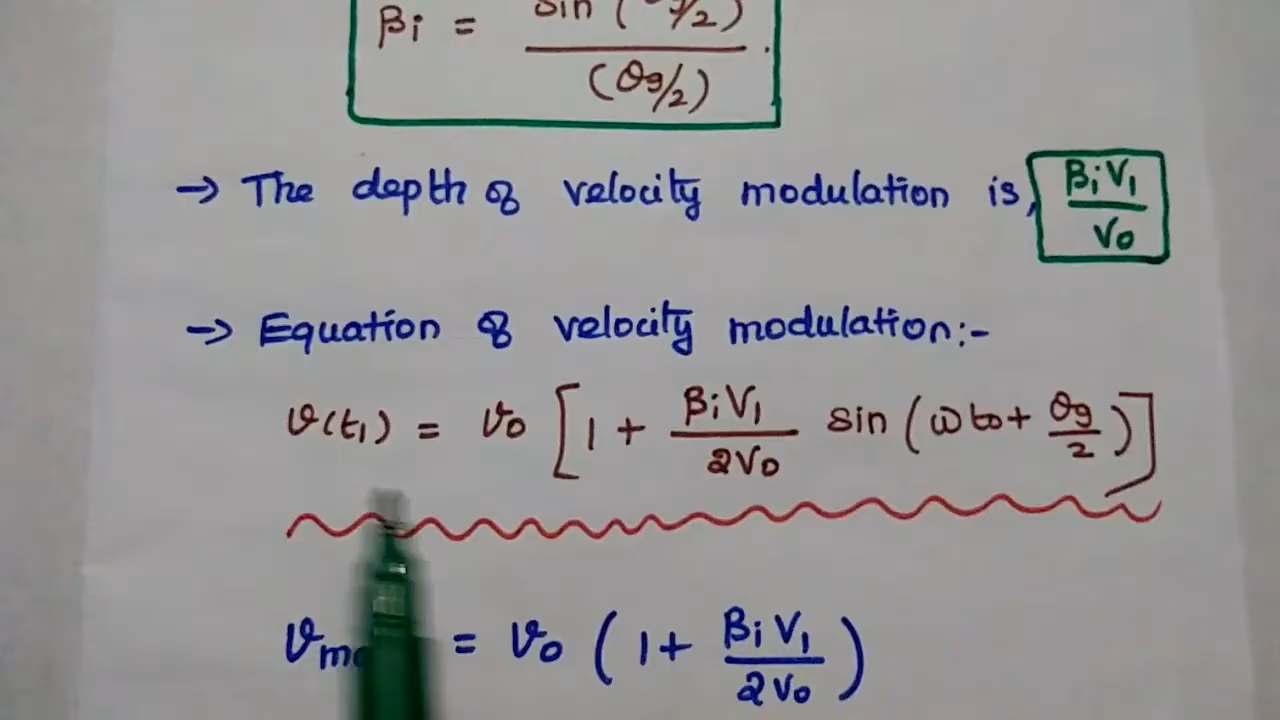 βi = sin (θg/2) / (θg/2) .
→ The depth of velocity modulation is, βiV1 / V0
→ Equation of velocity modulation:-
v(t1) = v0 [ 1 + βiV1 / 2V0 sin (ωt0 + θg/2 ) ]
= v0 ( 1 + βiV1 / 2V0 )